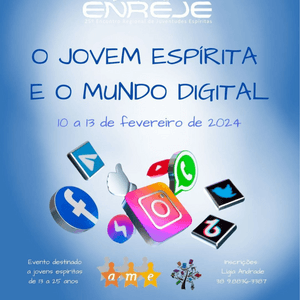 ENREJE
O JOVEM ESPÍRITA
E O MUNDO DIGITAL
10 a 13 de fevereiro de 2024
Evento destinado
a jovens espíritas
de 13 a 25 anos
ame
Inscrições
Lígia Andrade